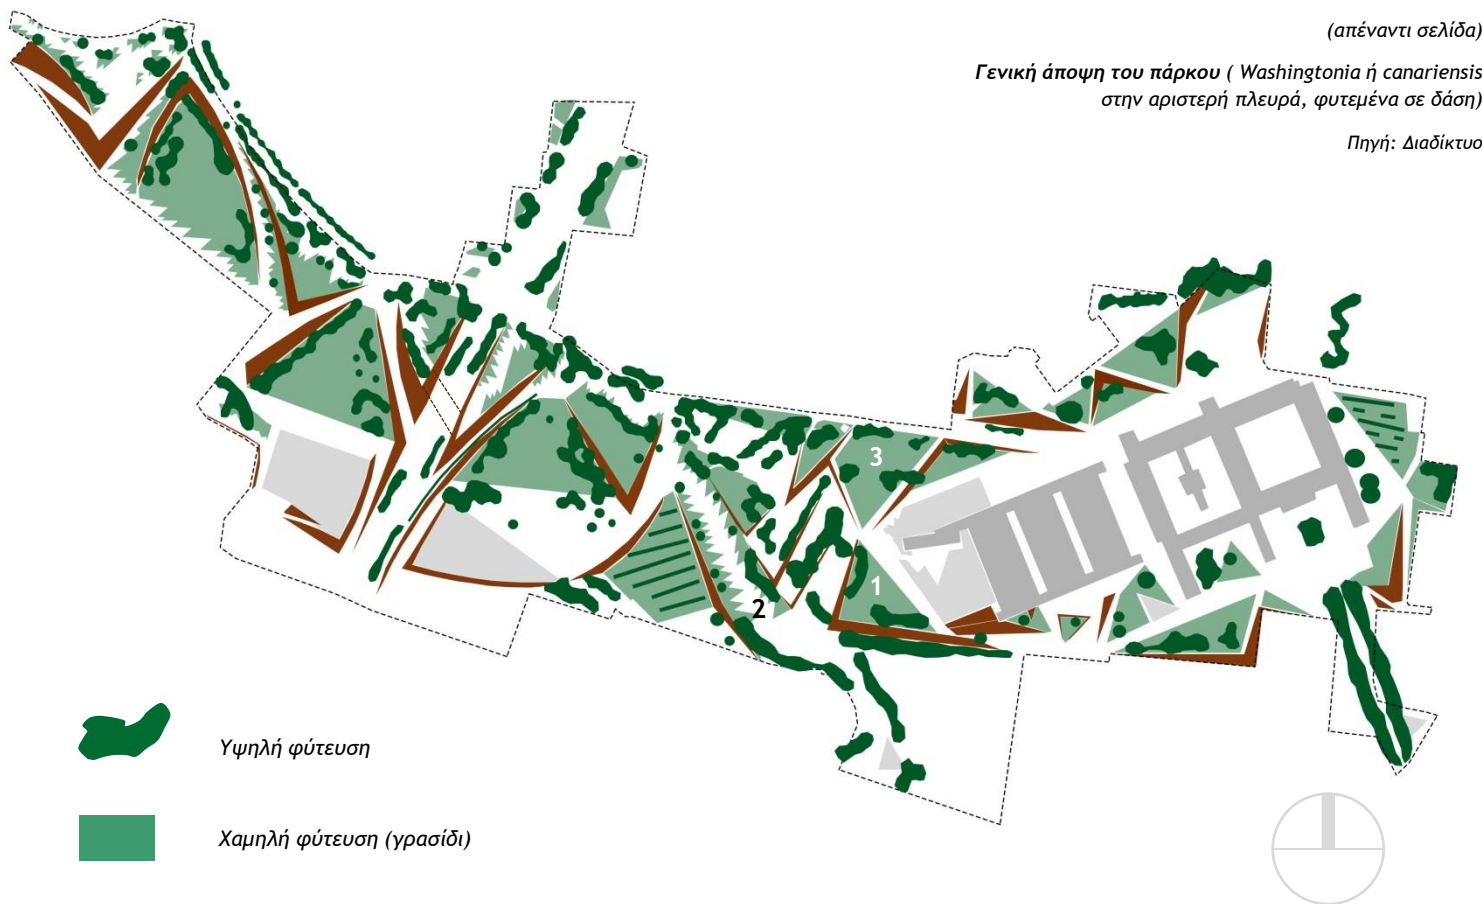 (απέναντι σελίδα)
Γενική άποψη του πάρκου ( Washingtonia ή canariensis
στην αριστερή πλευρά, φυτεμένα σε δάση)
Πηγή: Διαδίκτυο
3
1
2
Υψηλή φύτευση
Χαμηλή φύτευση (γρασίδι)